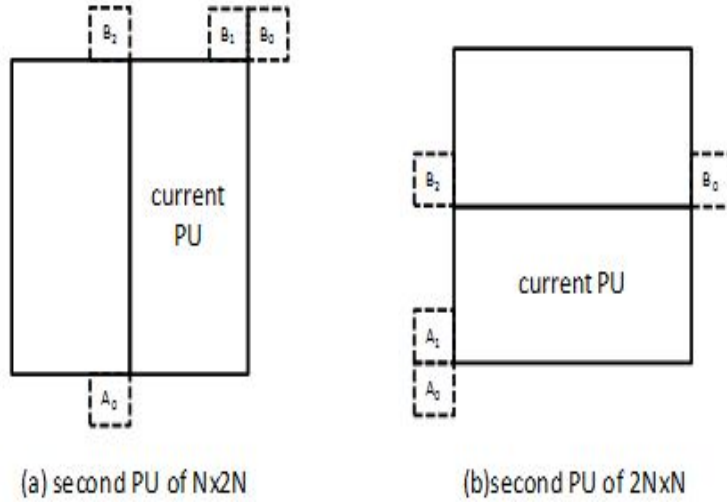 B₂ B₁ B₀
current
PU
A₀
(a) second PU of Nx2N
B₂ B₀
current PU
A₁
A₀
(b)second PU of 2NxN